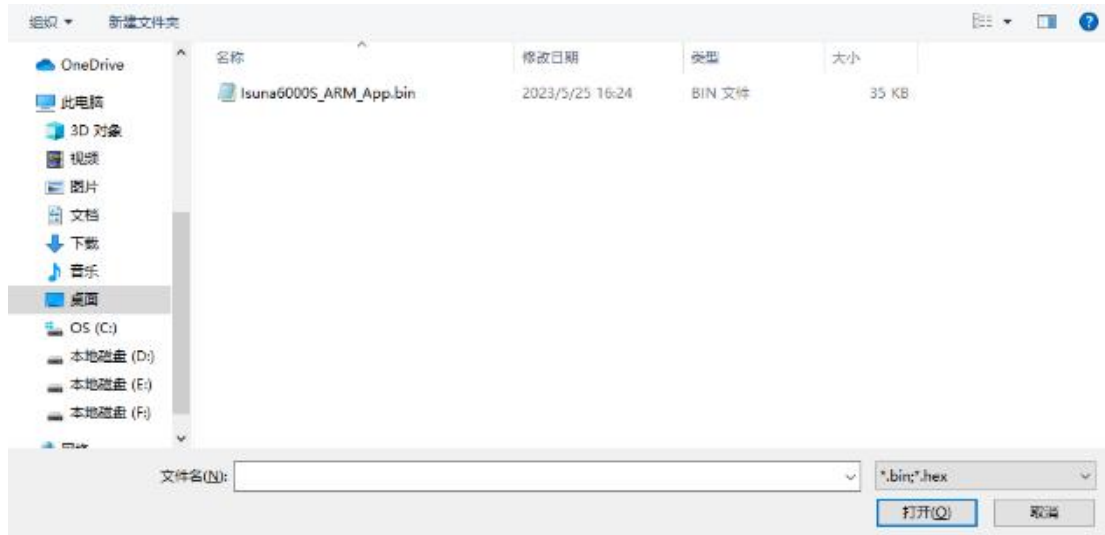 组织 新建文件夹
OneDrive
此电脑
3D 对象
视频
图片
文档
下载
音乐
桌面
OS (C:)
本地磁盘 (D:)
本地磁盘 (E:)
本地磁盘 (F:)
网络
名称 修改日期 类型 大小
Isuna6000S_ARM_App.bin 2023/5/25 16:24 BIN 文件 35 KB
文件名(N): *.bin;*.hex
打开(O) 取消